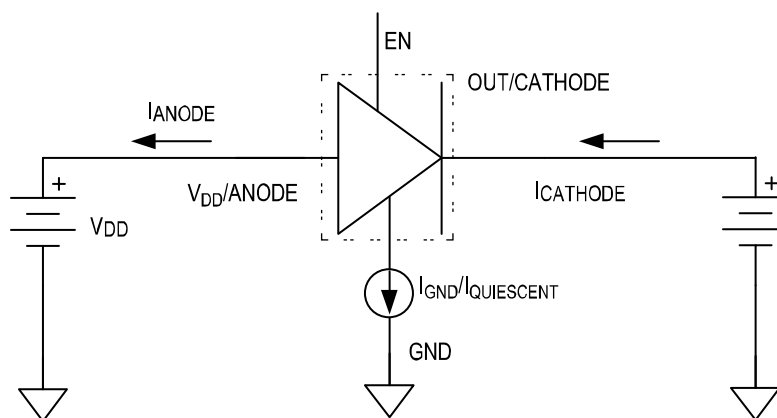 EN
OUT/CATHODE
IANODE
VDD/ANODE
ICATHODE
+
VDD
+
IGND/IQUIESCENT
GND